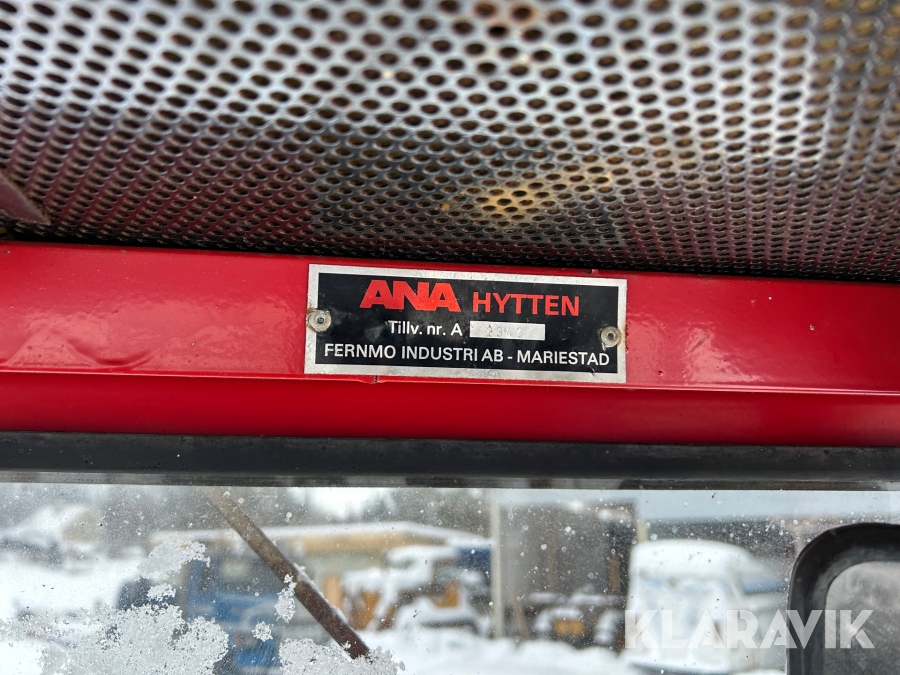 ANA HYTTEN
Tillv. nr. A
FERNMO INDUSTRI AB - MARIESTAD
KLARAVIK